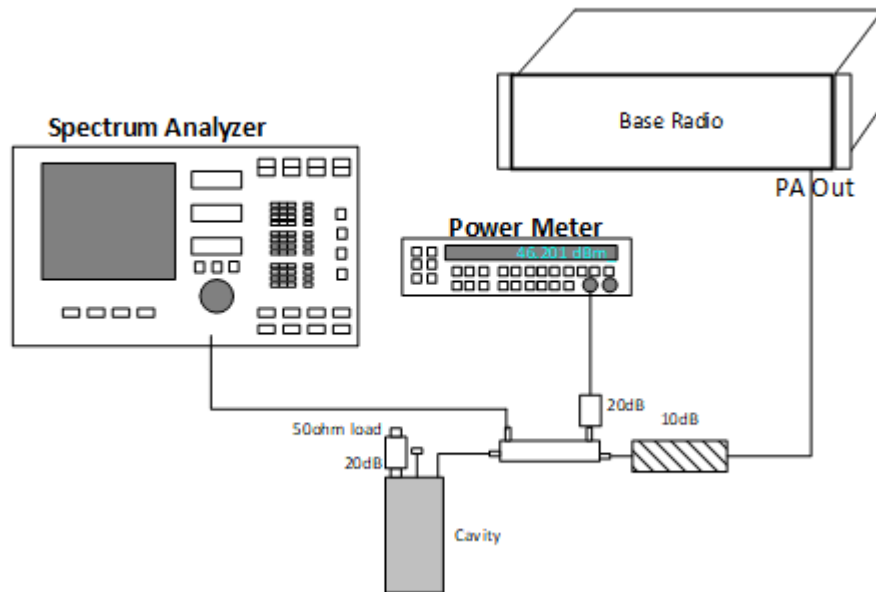 Base Radio
Spectrum Analyzer
PA Out
Power Meter
46.201 dBm
20dB
10dB
50ohm load
20dB
Cavity